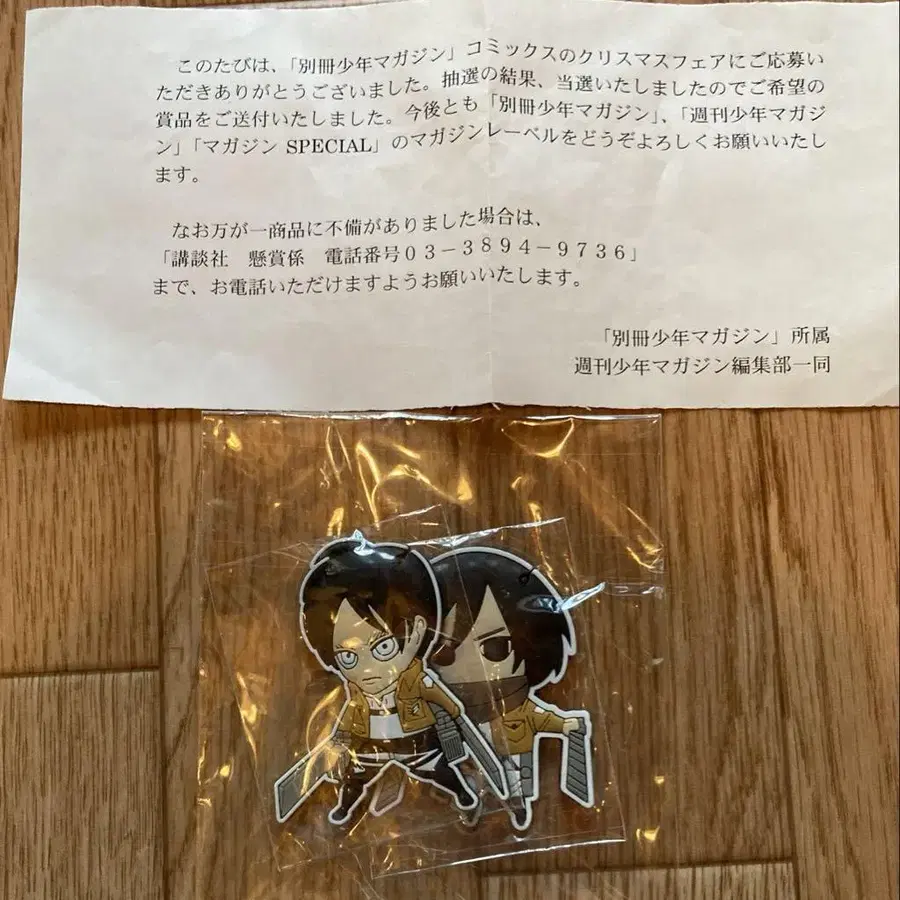 このたびは、「別冊少年マガジン」コミックスのクリスマスフェアにご応募い
ただきありがとうございました。抽選の結果、当選いたしましたのでご希望の
賞品をご送付いたしました。今後とも「別冊少年マガジン」、「週刊少年マガジ
ン」「マガジン SPECIAL」のマガジンレーベルをどうぞよろしくお願いいたし
ます。
なお万が一商品に不備がありました場合は、
「講談社 懸賞係 電話番号03-3894-9736」
まで、お電話いただけますようお願いいたします。
「別冊少年マガジン」所属
週刊少年マガジン編集部一同